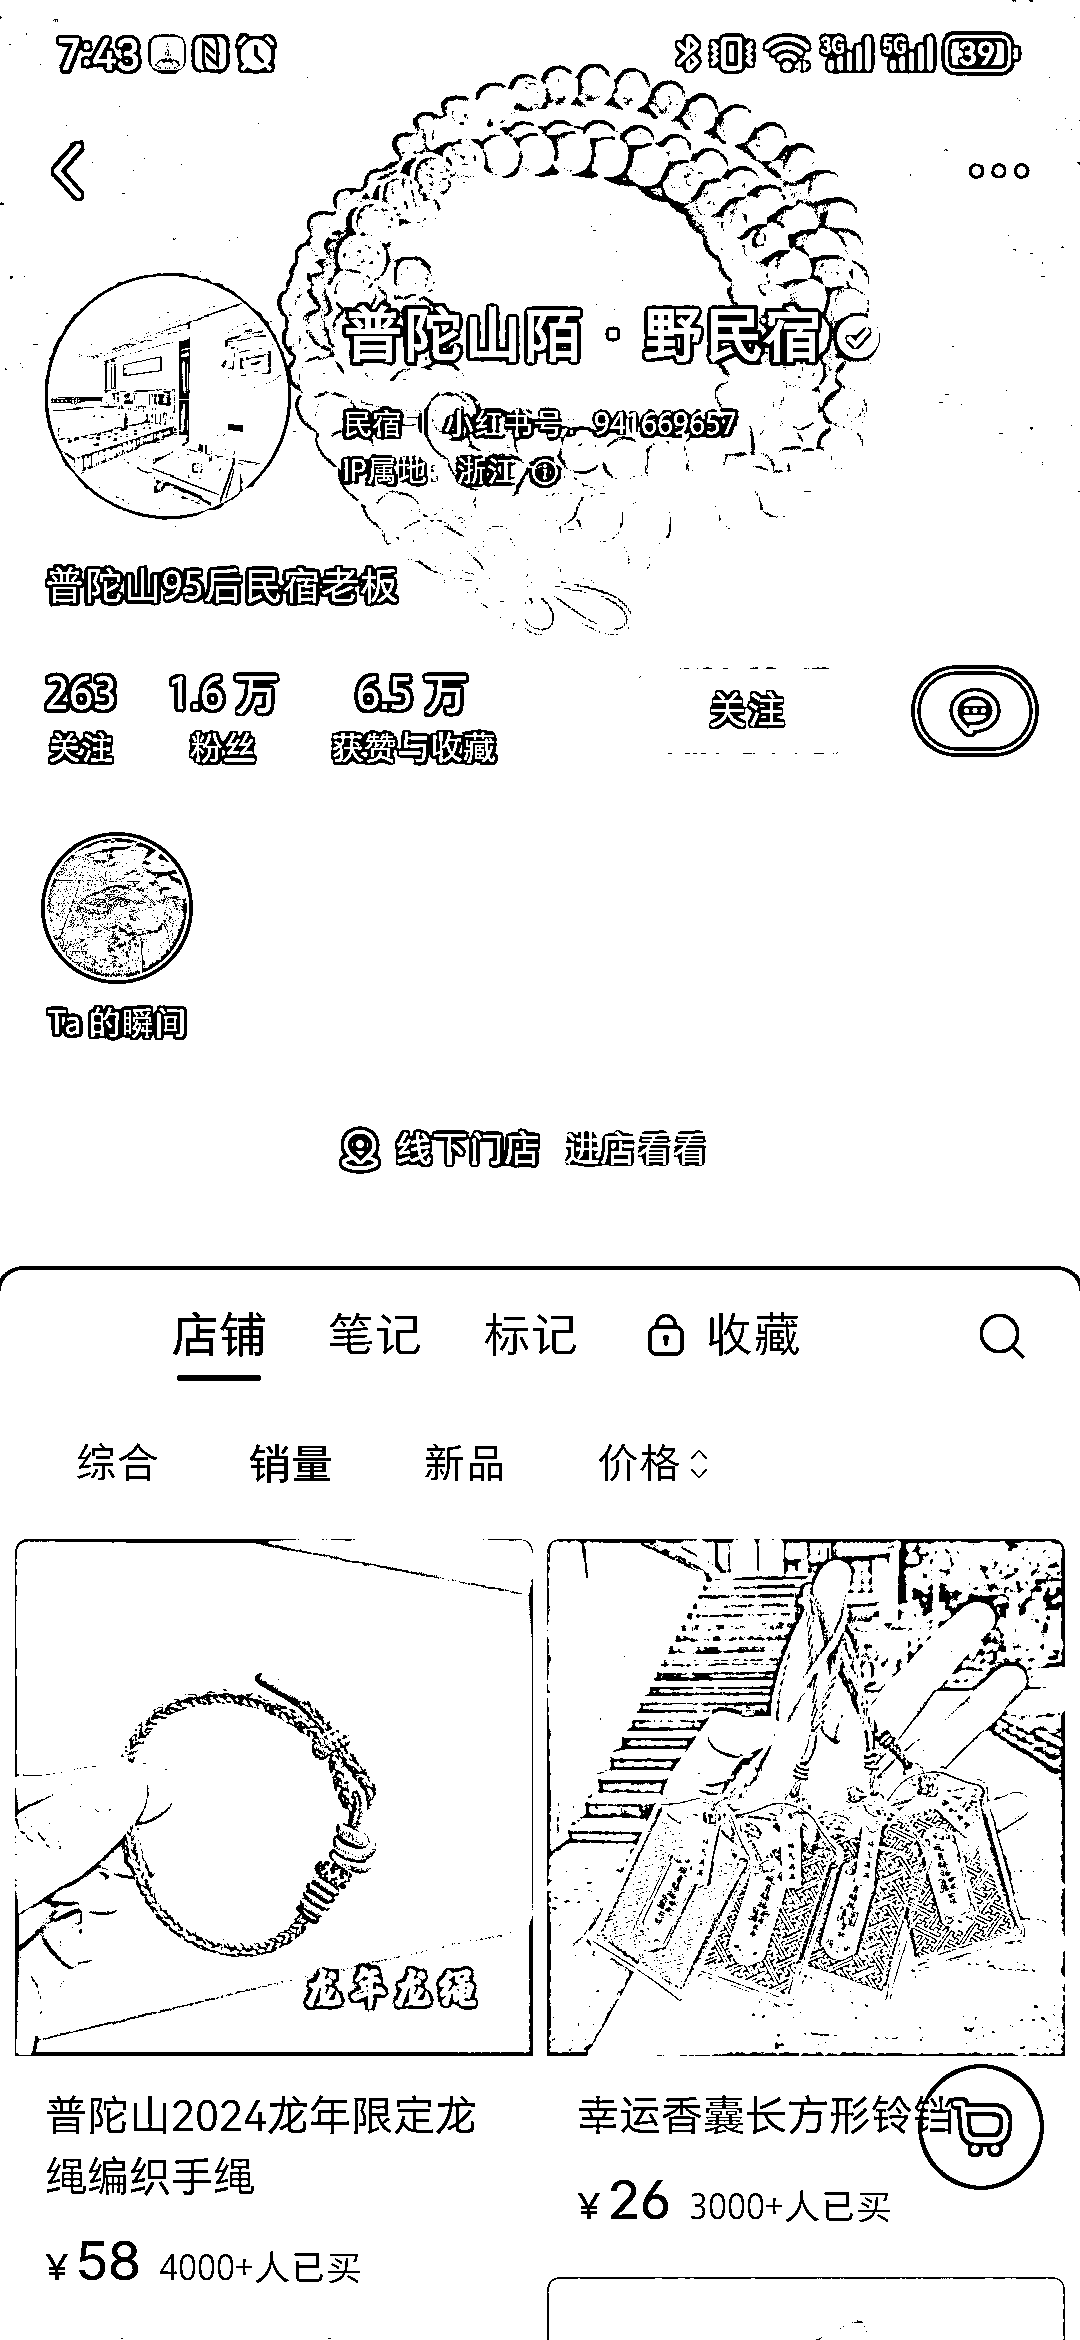 7:43 3G 5G 39
普陀山陌·野民宿
民宿 | 小红书号：941669657
IP属地：浙江
普陀山95后民宿老板
263 1.6万 6.5万 关注
关注 粉丝 获赞与收藏
Ta 的瞬间
线下门店 进店看看
店铺 笔记 标记 收藏
综合 销量 新品 价格
龙年龙绳
普陀山2024龙年限定龙
绳编织手绳
¥58 4000+人已买
幸运香囊长方形铃铛
¥26 3000+人已买